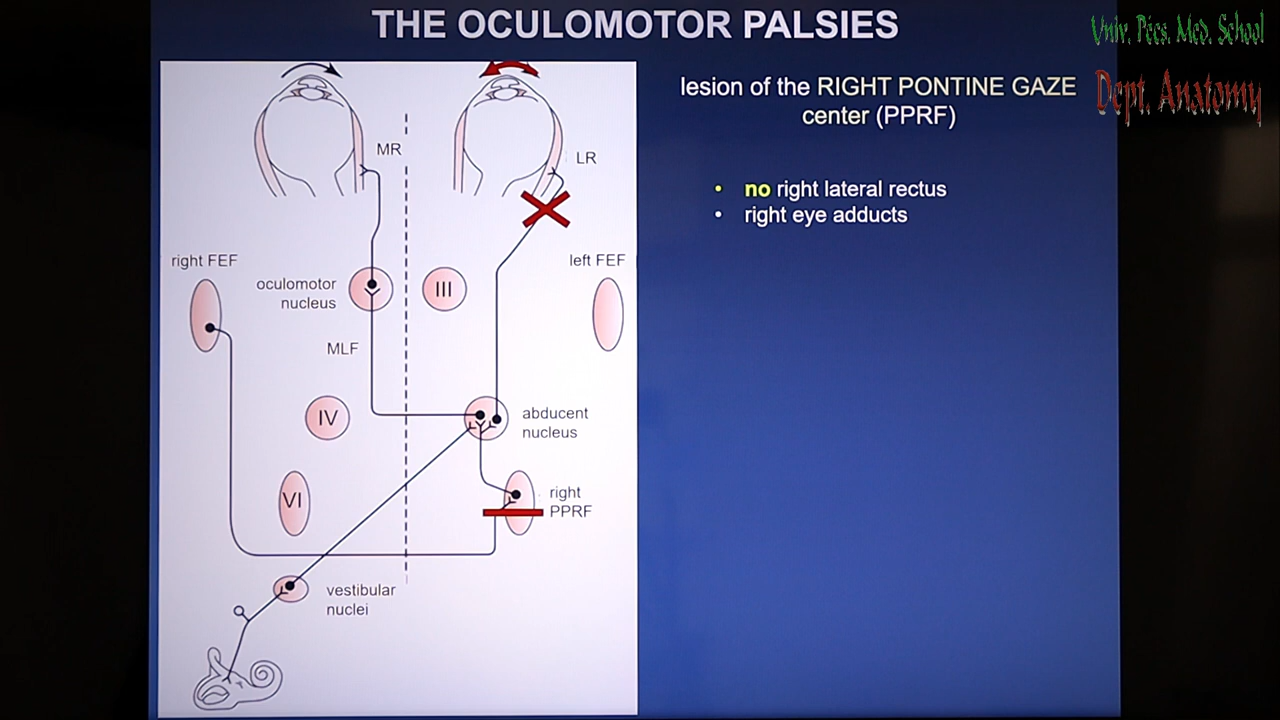 THE OCULOMOTOR PALSIES
Univ. Pécs. Med. School
Dept. Anatomy
lesion of the RIGHT PONTINE GAZE
center (PPRF)
• no right lateral rectus
• right eye adducts
MR
LR
right FEF
left FEF
oculomotor
nucleus
III
MLF
IV
abducent
nucleus
VI
right
PPRF
vestibular
nuclei